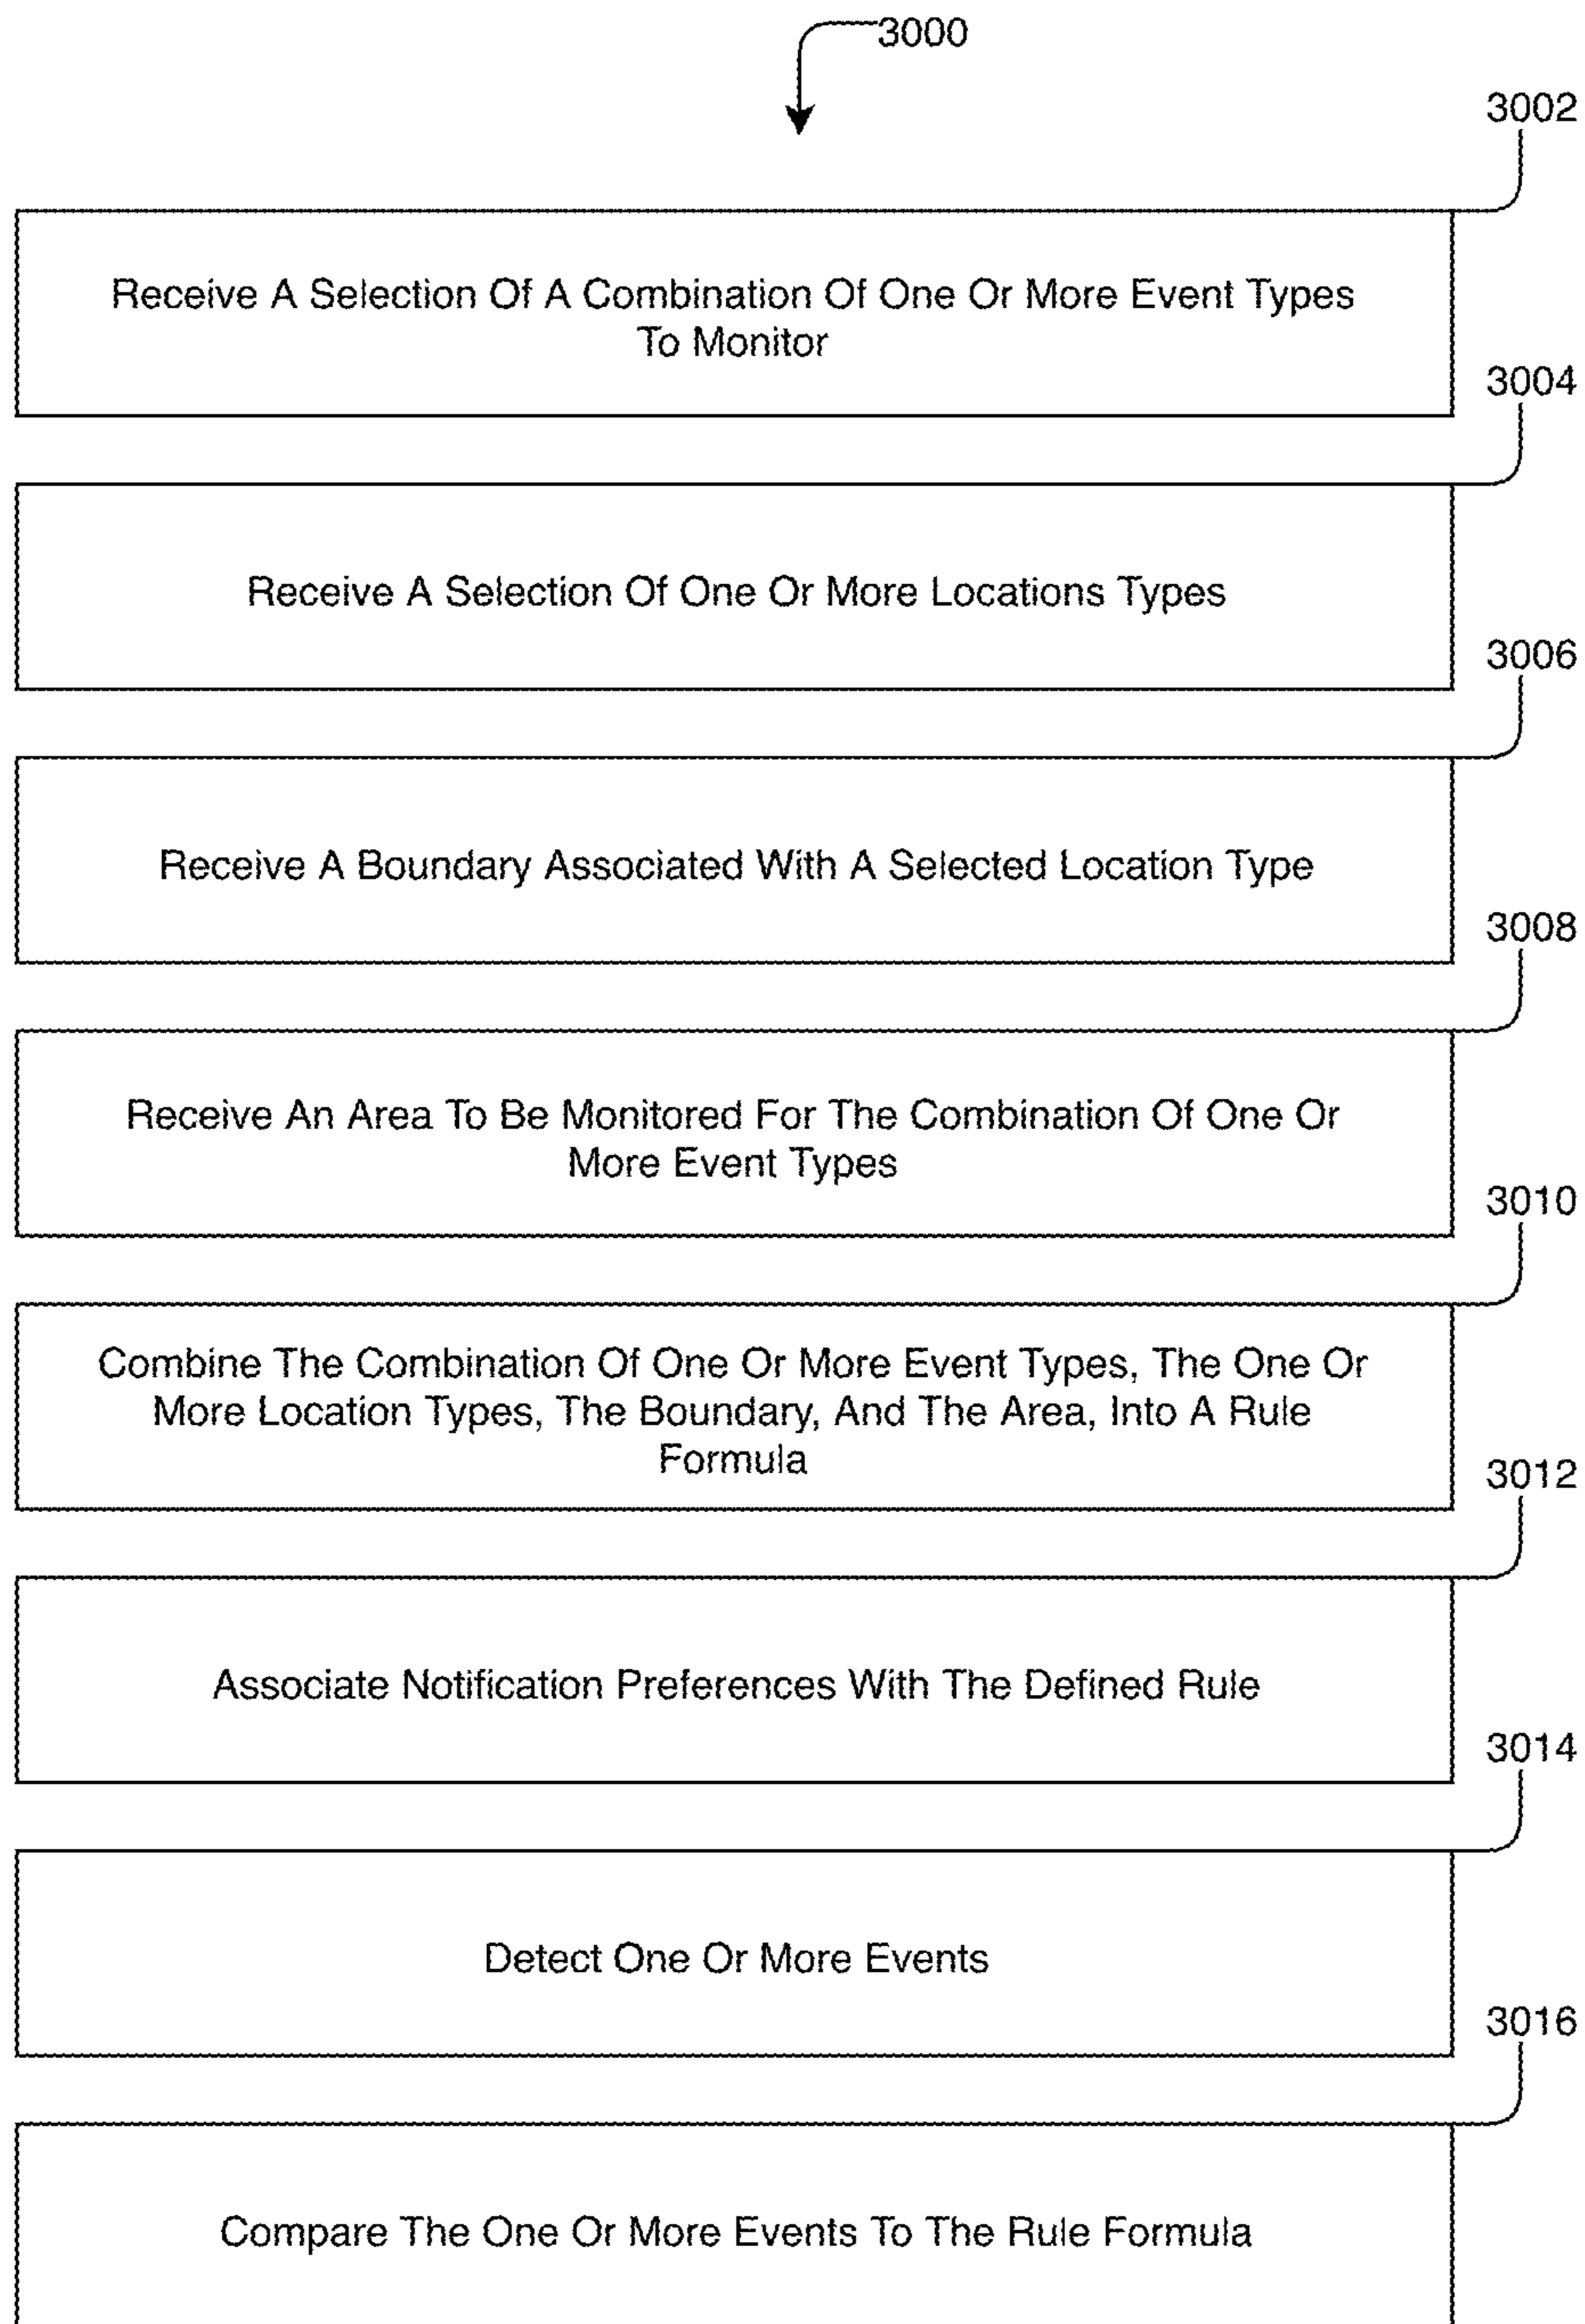 3000
3002
Receive A Selection Of A Combination Of One Or More Event Types
To Monitor
3004
Receive A Selection Of One Or More Locations Types
3006
Receive A Boundary Associated With A Selected Location Type
3008
Receive An Area To Be Monitored For The Combination Of One Or
More Event Types
3010
Combine The Combination Of One Or More Event Types, The One Or
More Location Types, The Boundary, And The Area, Into A Rule
Formula
3012
Associate Notification Preferences With The Defined Rule
3014
Detect One Or More Events
3016
Compare The One Or More Events To The Rule Formula